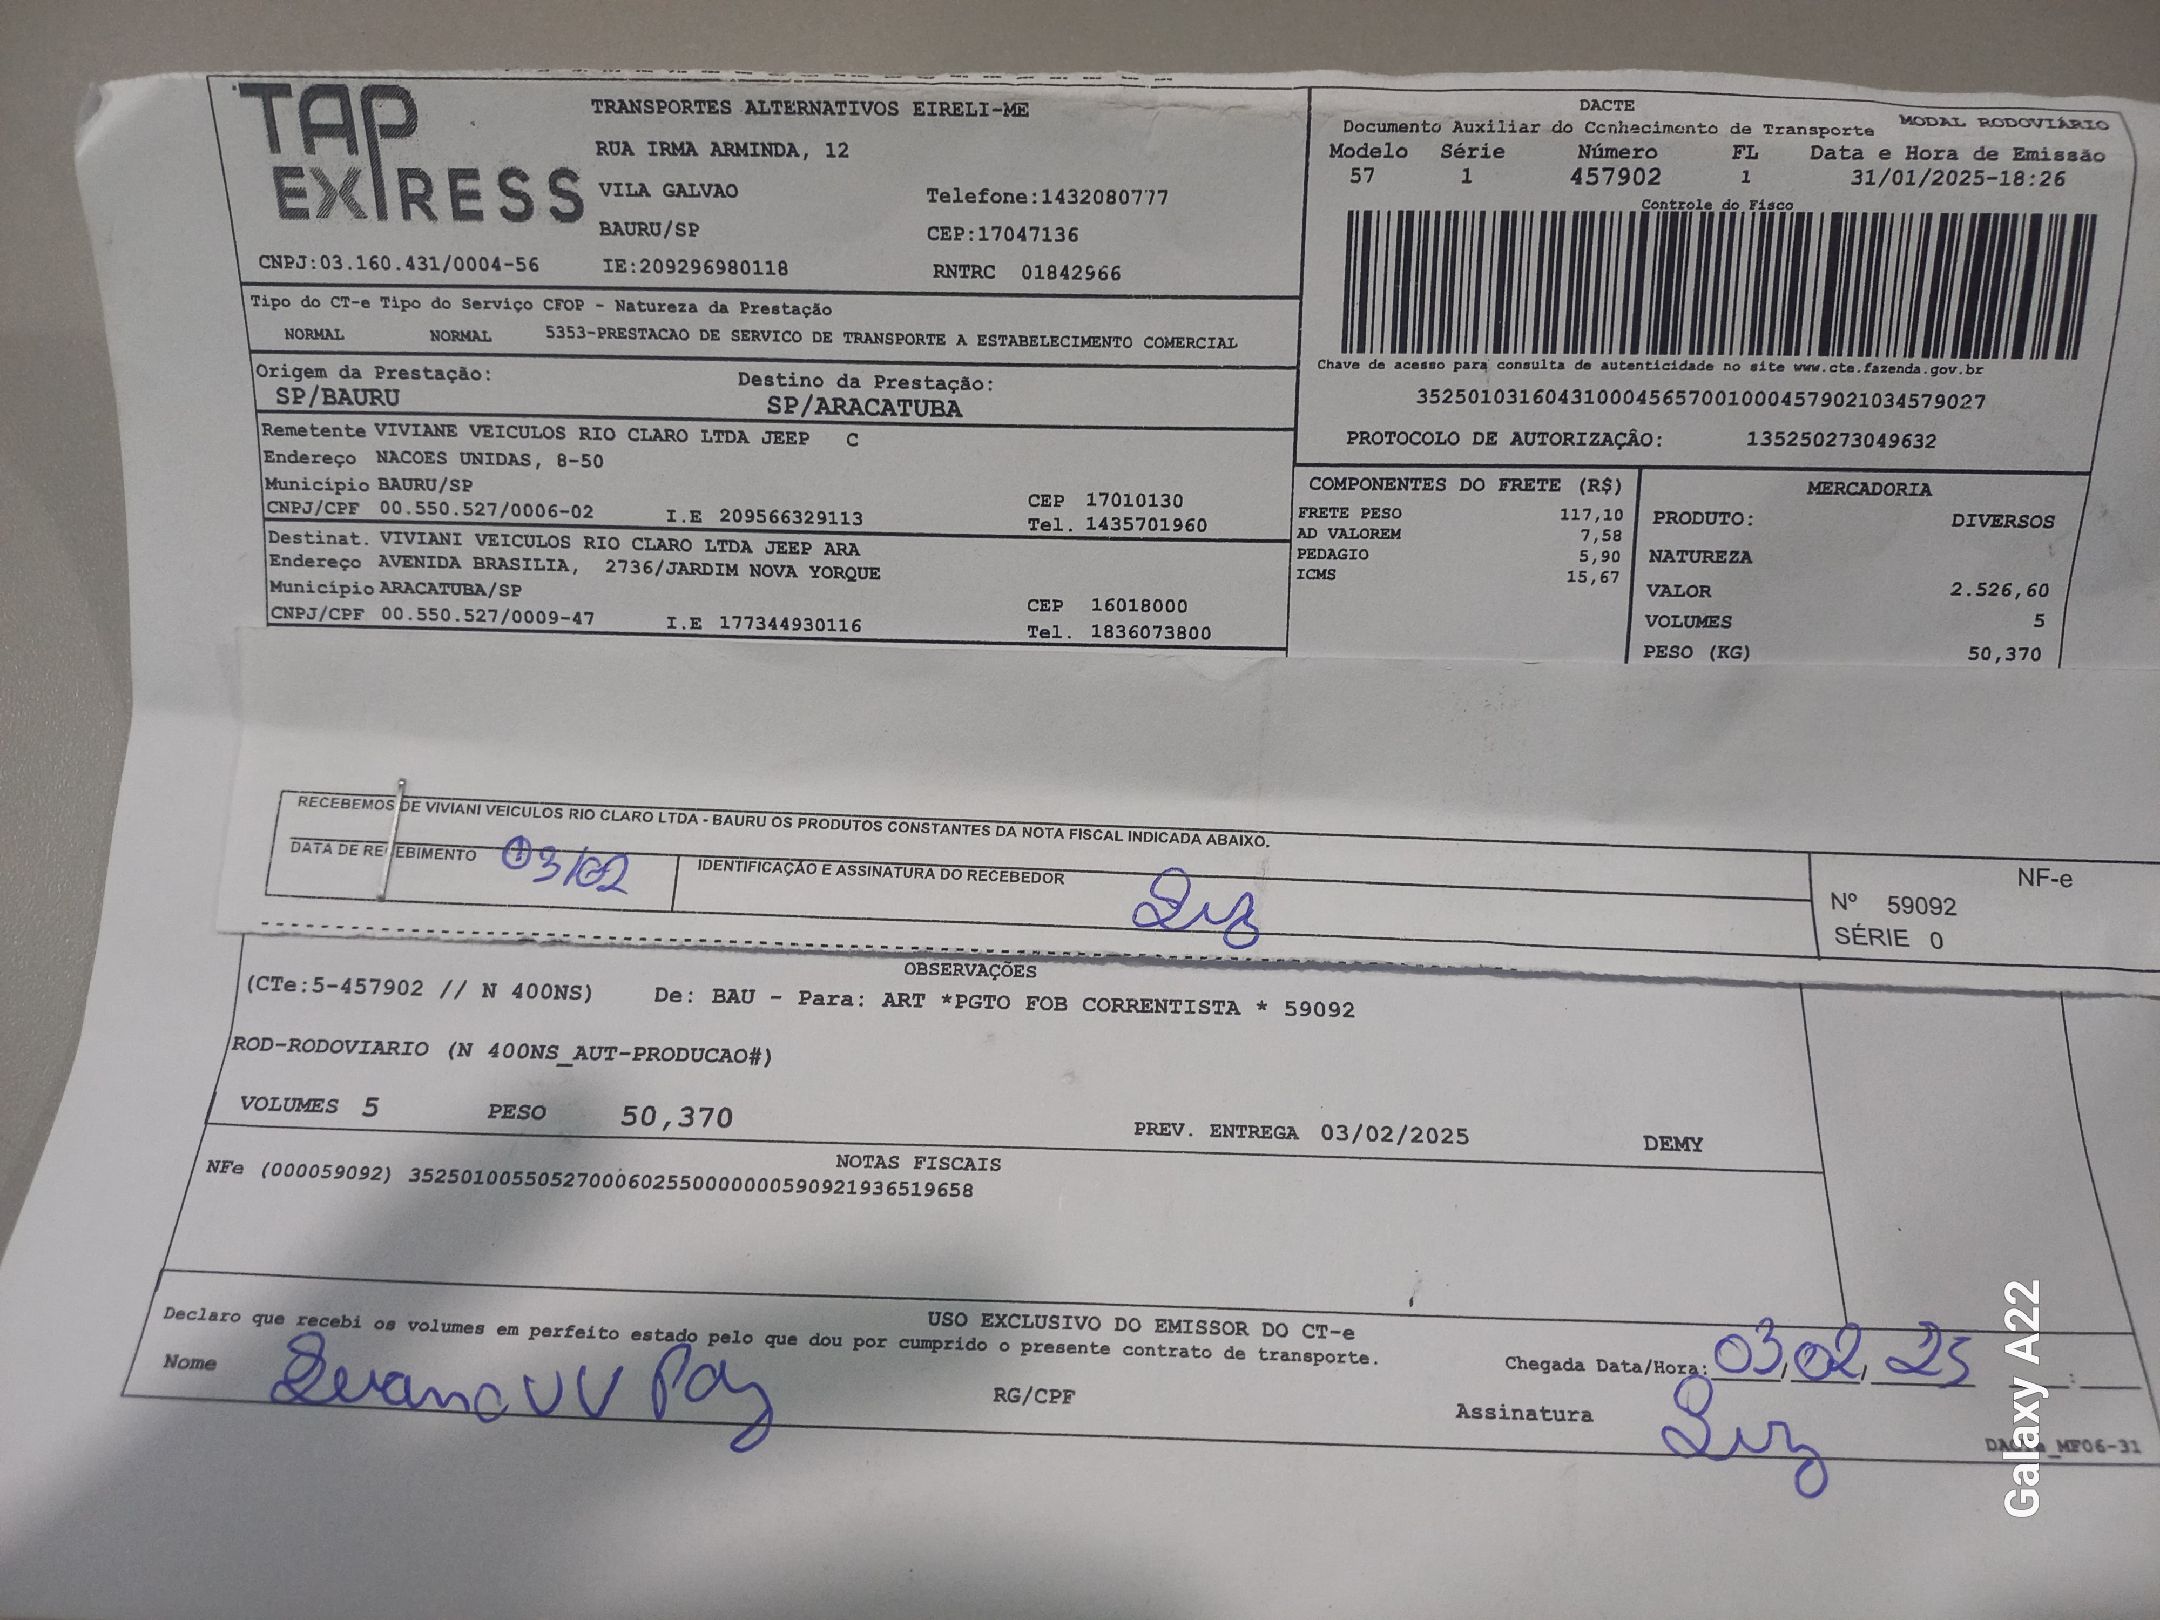 TAP EXPRESS
TRANSPORTES ALTERNATIVOS EIRELI-ME
RUA IRMA ARMINDA, 12
VILA GALVAO Telefone:1432080777
BAURU/SP CEP:17047136
CNPJ:03.160.431/0004-56 IE:209296980118 RNTRC 01842966
DACTE
Documento Auxiliar do Conhecimento de Transporte MODAL RODOVIÁRIO
Modelo Série Número FL Data e Hora de Emissão
57 1 457902 1 31/01/2025-18:26
Controle do Fisco
Chave de acesso para consulta de autenticidade no site www.cte.fazenda.gov.br
35250103160431000456570010004579021034579027
PROTOCOLO DE AUTORIZAÇÃO: 135250273049632
Tipo do CT-e Tipo do Serviço CFOP - Natureza da Prestação
NORMAL NORMAL 5353-PRESTACAO DE SERVICO DE TRANSPORTE A ESTABELECIMENTO COMERCIAL
Origem da Prestação: Destino da Prestação:
SP/BAURU SP/ARACATUBA
Remetente VIVIANE VEICULOS RIO CLARO LTDA JEEP C
Endereço NACOES UNIDAS, 8-50
Município BAURU/SP CEP 17010130
CNPJ/CPF 00.550.527/0006-02 I.E 209566329113 Tel. 1435701960
Destinat. VIVIANI VEICULOS RIO CLARO LTDA JEEP ARA
Endereço AVENIDA BRASILIA, 2736/JARDIM NOVA YORQUE
Município ARACATUBA/SP CEP 16018000
CNPJ/CPF 00.550.527/0009-47 I.E 177344930116 Tel. 1836073800
COMPONENTES DO FRETE (R$)
FRETE PESO 117,10
AD VALOREM 7,58
PEDAGIO 5,90
ICMS 15,67
MERCADORIA
PRODUTO: DIVERSOS
NATUREZA
VALOR 2.526,60
VOLUMES 5
PESO (KG) 50,370
RECEBEMOS DE VIVIANI VEICULOS RIO CLARO LTDA - BAURU OS PRODUTOS CONSTANTES DA NOTA FISCAL INDICADA ABAIXO.
DATA DE RECEBIMENTO 03/02 IDENTIFICAÇÃO E ASSINATURA DO RECEBEDOR
NF-e
Nº 59092
SÉRIE 0
OBSERVAÇÕES
(CTe:5-457902 // N 400NS) De: BAU - Para: ART *PGTO FOB CORRENTISTA * 59092
ROD-RODOVIARIO (N 400NS_AUT-PRODUCAO#)
VOLUMES 5 PESO 50,370 PREV. ENTREGA 03/02/2025 DEMY
NOTAS FISCAIS
NFe (000059092) 35250100550527000602550000000590921936519658
USO EXCLUSIVO DO EMISSOR DO CT-e
Declaro que recebi os volumes em perfeito estado pelo que dou por cumprido o presente contrato de transporte.
Nome RG/CPF Chegada Data/Hora: 03/02/25 :
Assinatura
MF06-31
Galaxy A22